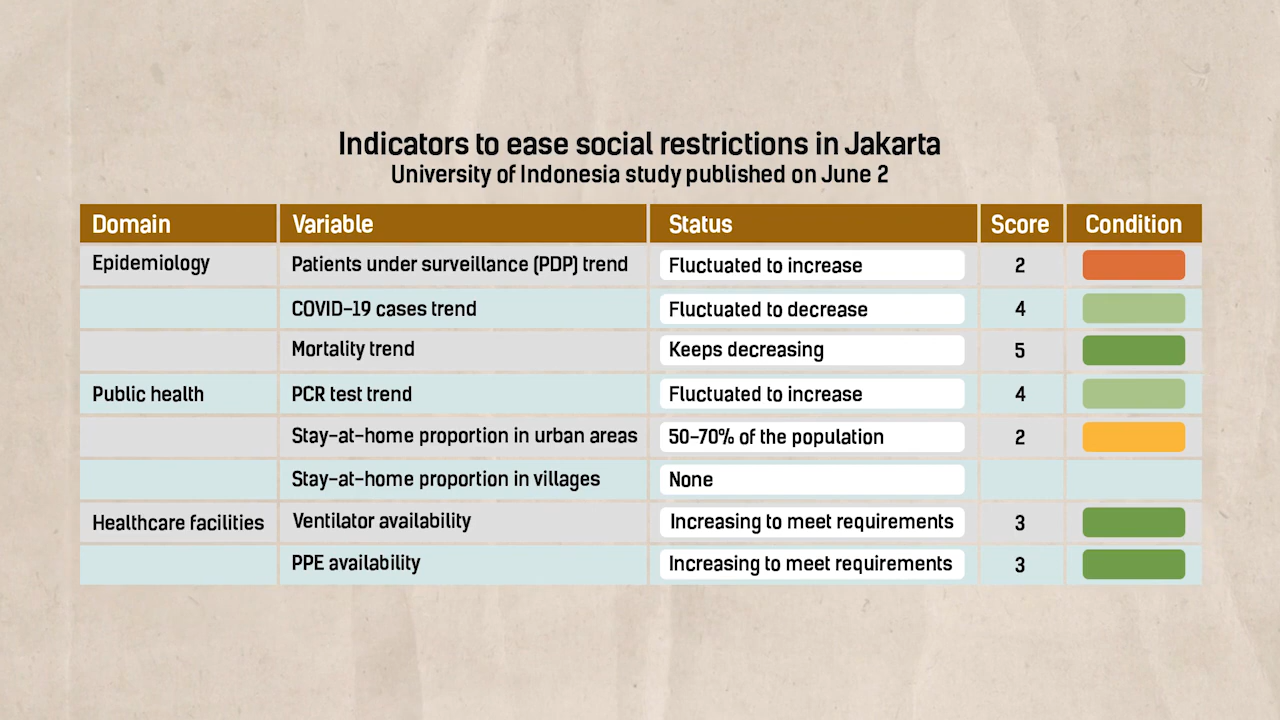 Indicators to ease social restrictions in Jakarta
University of Indonesia study published on June 2
Domain Variable Status Score Condition
Epidemiology Patients under surveillance (PDP) trend Fluctuated to increase 2
COVID-19 cases trend Fluctuated to decrease 4
Mortality trend Keeps decreasing 5
Public health PCR test trend Fluctuated to increase 4
Stay-at-home proportion in urban areas 50-70% of the population 2
Stay-at-home proportion in villages None
Healthcare facilities Ventilator availability Increasing to meet requirements 3
PPE availability Increasing to meet requirements 3